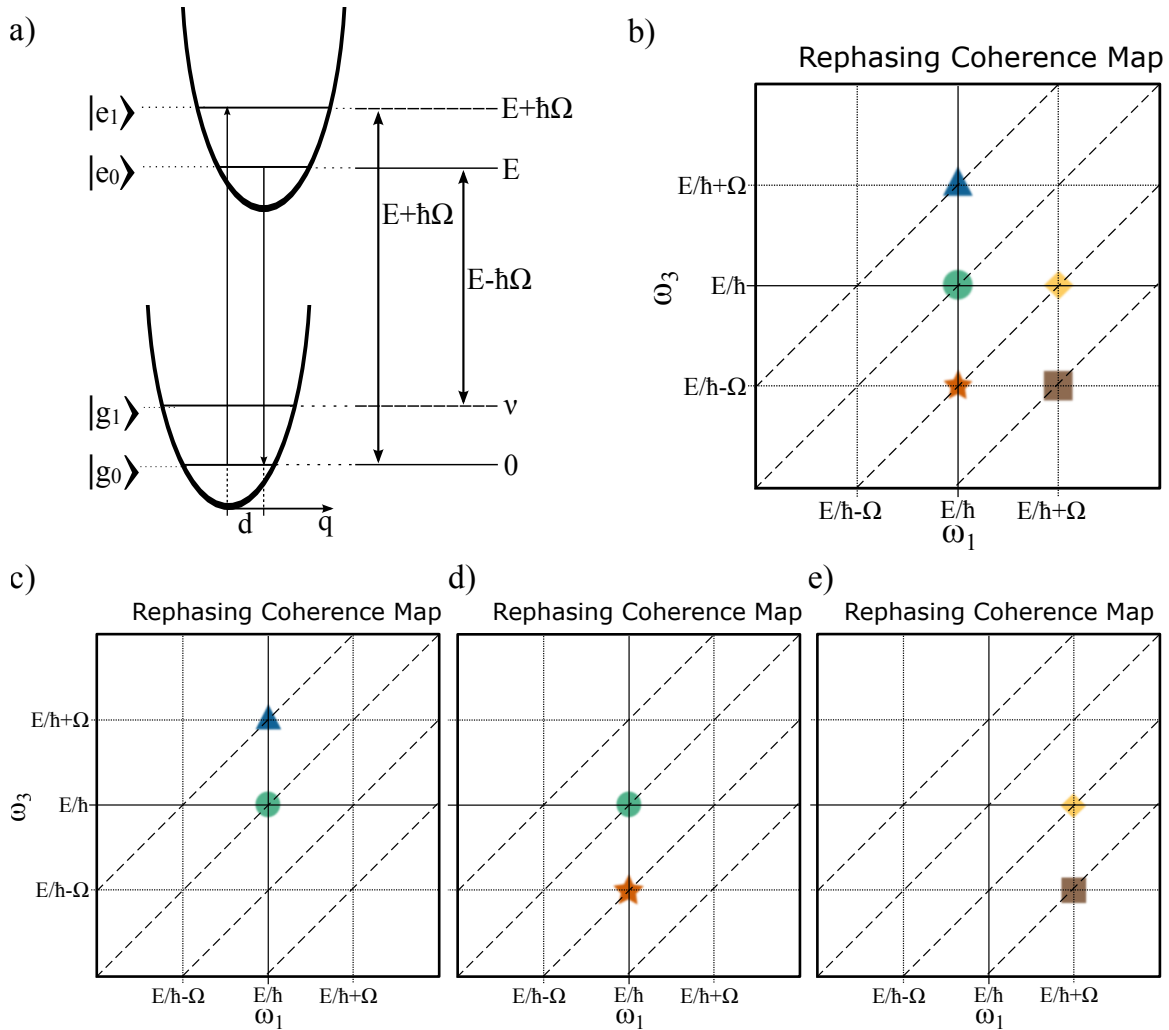 a)
|e₁⟩
|e₀⟩
|g₁⟩
|g₀⟩
E+ħΩ
E
E+ħΩ
E-ħΩ
ν
0
d
q
b)
Rephasing Coherence Map
E/ħ+Ω
E/ħ
E/ħ-Ω
ω₃
E/ħ-Ω
E/ħ
E/ħ+Ω
ω₁
c)
Rephasing Coherence Map
E/ħ+Ω
E/ħ
E/ħ-Ω
ω₃
E/ħ-Ω
E/ħ
E/ħ+Ω
ω₁
d)
Rephasing Coherence Map
E/ħ-Ω
E/ħ
E/ħ+Ω
ω₁
e)
Rephasing Coherence Map
E/ħ-Ω
E/ħ
E/ħ+Ω
ω₁